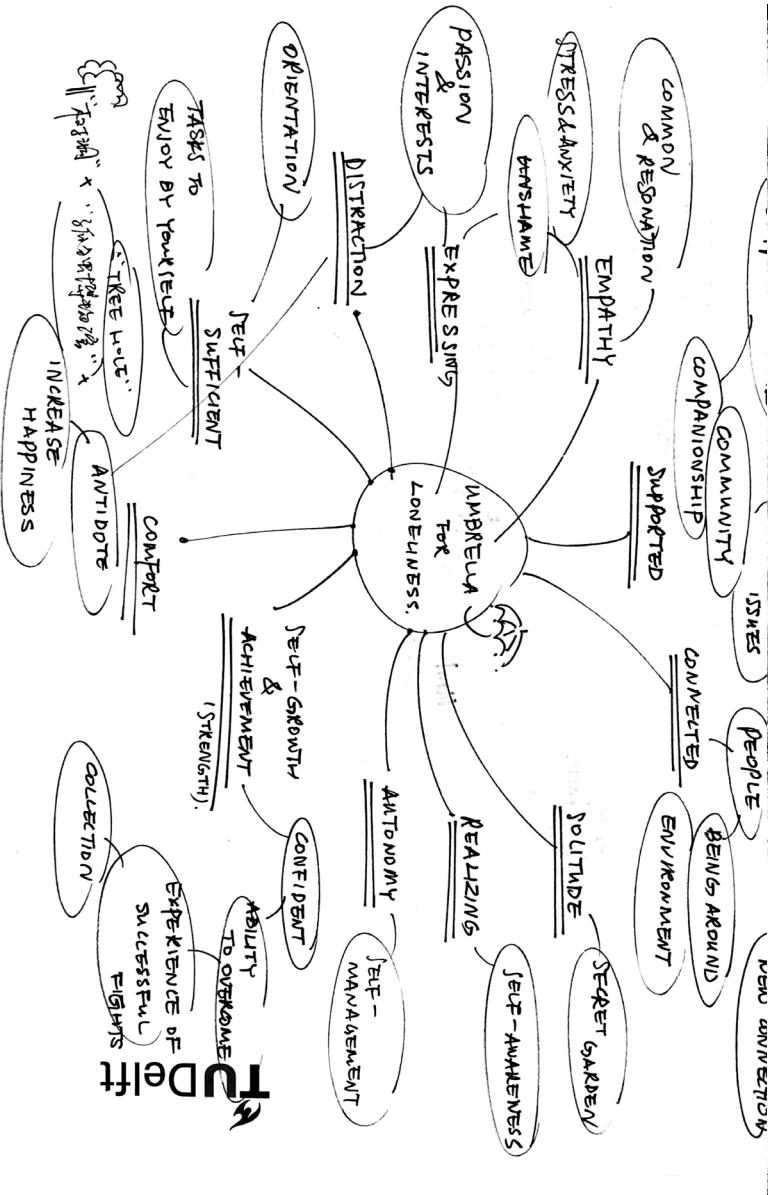 UMBRELLA
FOR
LONELINESS.
EMPATHY
COMMON
& RESONATION
STRESS & ANXIETY
UNSHAME
EXPRESSING
PASSION
&
INTERESTS
DISTRACTION
SELF-
SUFFICIENT
ORIENTATION
TASKS TO
ENJOY BY YOURSELF
COMFORT
ANTIDOTE
"TREE HOLE"
INCREASE
HAPPINESS
SELF-GROWTH
&
ACHIEVEMENT
(STRENGTH).
CONFIDENT
ABILITY
TO OVERCOME
EXPERIENCE OF
SUCCESSFUL
FIGHTS
COLLECTION
AUTONOMY
SELF-
MANAGEMENT
REALIZING
SELF-AWARENESS
SOLITUDE
SECRET GARDEN
CONNECTED
PEOPLE
BEING AROUND
ENVIRONMENT
NEW CONNECTION
SUPPORTED
COMMUNITY
COMPANIONSHIP
ISSUES
TUDelft